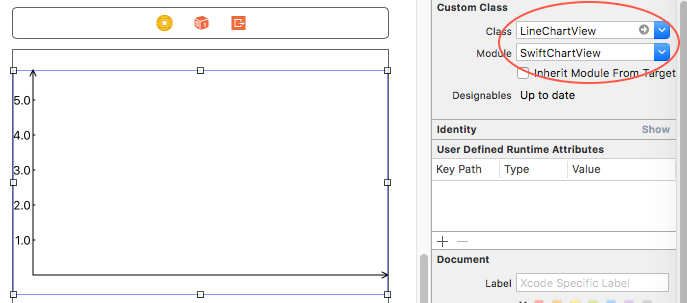 Custom Class
Class LineChartView
Module SwiftChartView
Inherit Module From Target
Designables Up to date
Identity Show
User Defined Runtime Attributes
Key Path Type Value
Document
Label Xcode Specific Label
5.0
4.0
3.0
2.0
1.0